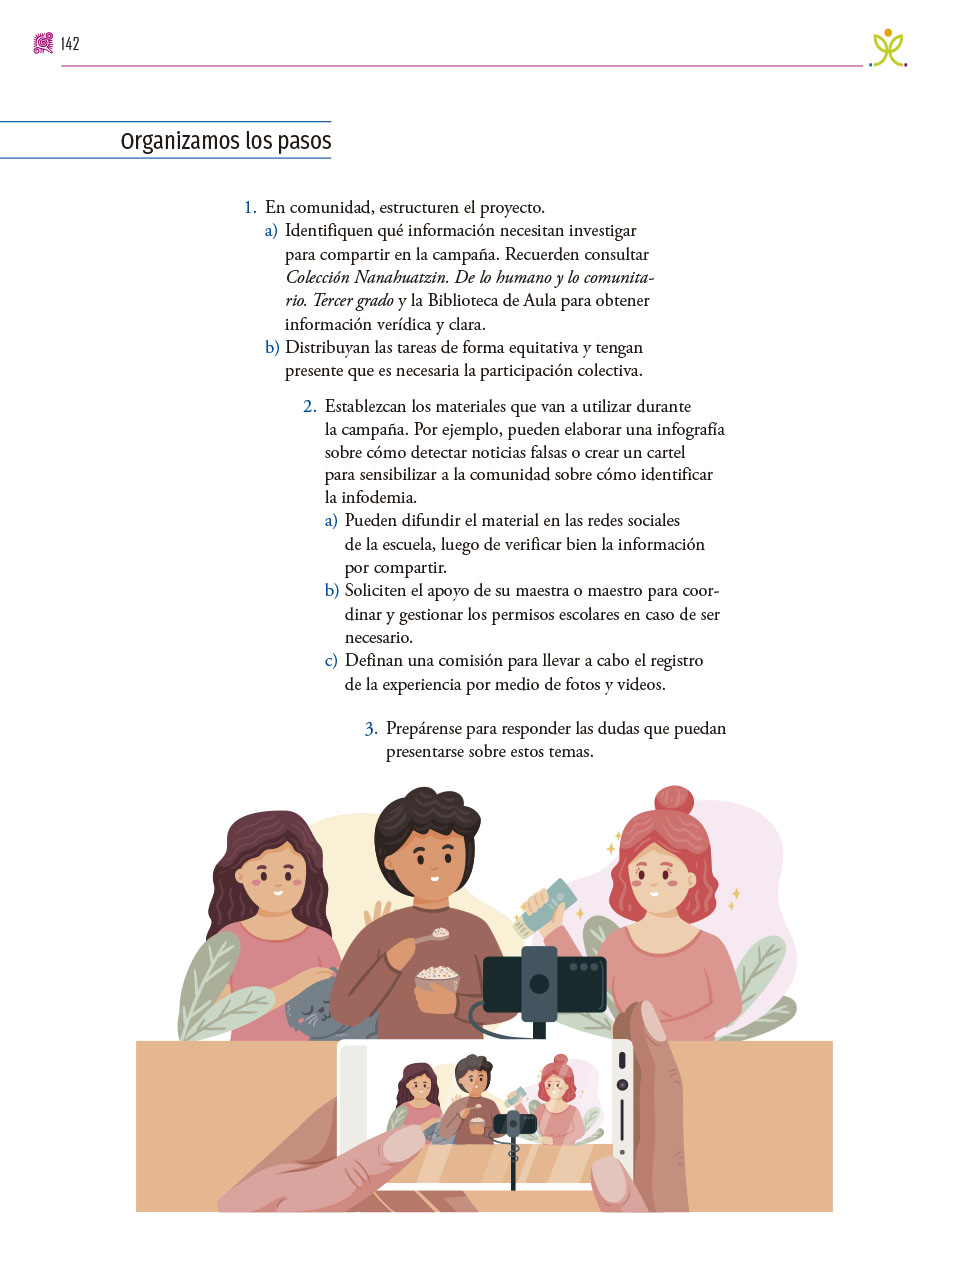 142
Organizamos los pasos
1. En comunidad, estructuren el proyecto.
a) Identifiquen qué información necesitan investigar
para compartir en la campaña. Recuerden consultar
Colección Nanahuatzin. De lo humano y lo comunita-
rio. Tercer grado y la Biblioteca de Aula para obtener
información verídica y clara.
b) Distribuyan las tareas de forma equitativa y tengan
presente que es necesaria la participación colectiva.
2. Establezcan los materiales que van a utilizar durante
la campaña. Por ejemplo, pueden elaborar una infografía
sobre cómo detectar noticias falsas o crear un cartel
para sensibilizar a la comunidad sobre cómo identificar
la infodemia.
a) Pueden difundir el material en las redes sociales
de la escuela, luego de verificar bien la información
por compartir.
b) Soliciten el apoyo de su maestra o maestro para coor-
dinar y gestionar los permisos escolares en caso de ser
necesario.
c) Definan una comisión para llevar a cabo el registro
de la experiencia por medio de fotos y videos.
3. Prepárense para responder las dudas que puedan
presentarse sobre estos temas.